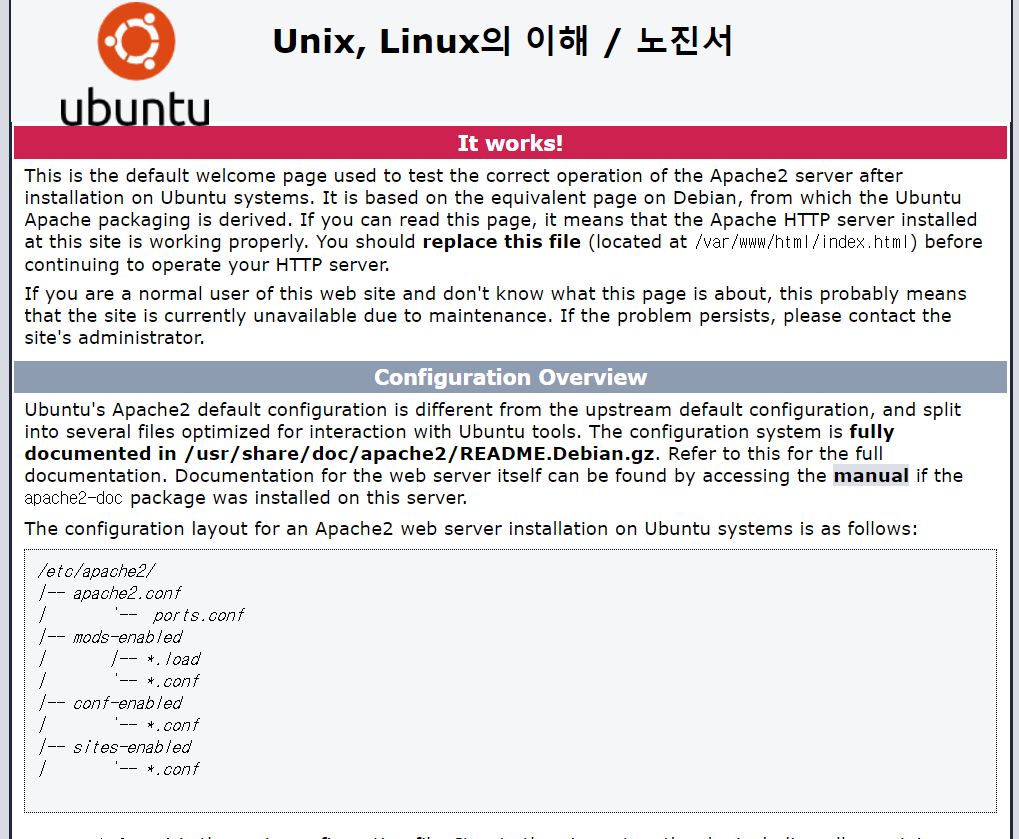 ubuntu
Unix, Linux의 이해 / 노진서
It works!
This is the default welcome page used to test the correct operation of the Apache2 server after
installation on Ubuntu systems. It is based on the equivalent page on Debian, from which the Ubuntu
Apache packaging is derived. If you can read this page, it means that the Apache HTTP server installed
at this site is working properly. You should replace this file (located at /var/www/html/index.html) before
continuing to operate your HTTP server.
If you are a normal user of this web site and don't know what this page is about, this probably means
that the site is currently unavailable due to maintenance. If the problem persists, please contact the
site's administrator.
Configuration Overview
Ubuntu's Apache2 default configuration is different from the upstream default configuration, and split
into several files optimized for interaction with Ubuntu tools. The configuration system is fully
documented in /usr/share/doc/apache2/README.Debian.gz. Refer to this for the full
documentation. Documentation for the web server itself can be found by accessing the manual if the
apache2-doc package was installed on this server.
The configuration layout for an Apache2 web server installation on Ubuntu systems is as follows:
/etc/apache2/
|-- apache2.conf
|       `--  ports.conf
|-- mods-enabled
|       |-- *.load
|       `-- *.conf
|-- conf-enabled
|       `-- *.conf
|-- sites-enabled
|       `-- *.conf